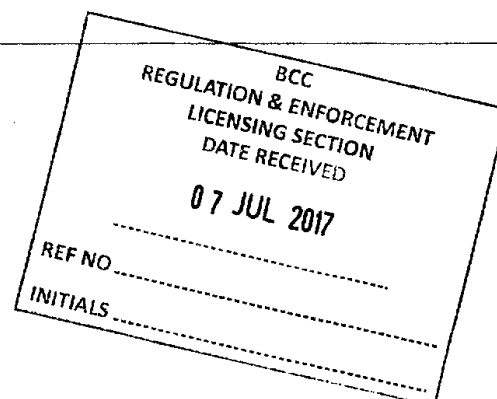 BCC
REGULATION & ENFORCEMENT
LICENSING SECTION
DATE RECEIVED
07 JUL 2017
REF NO
INITIALS